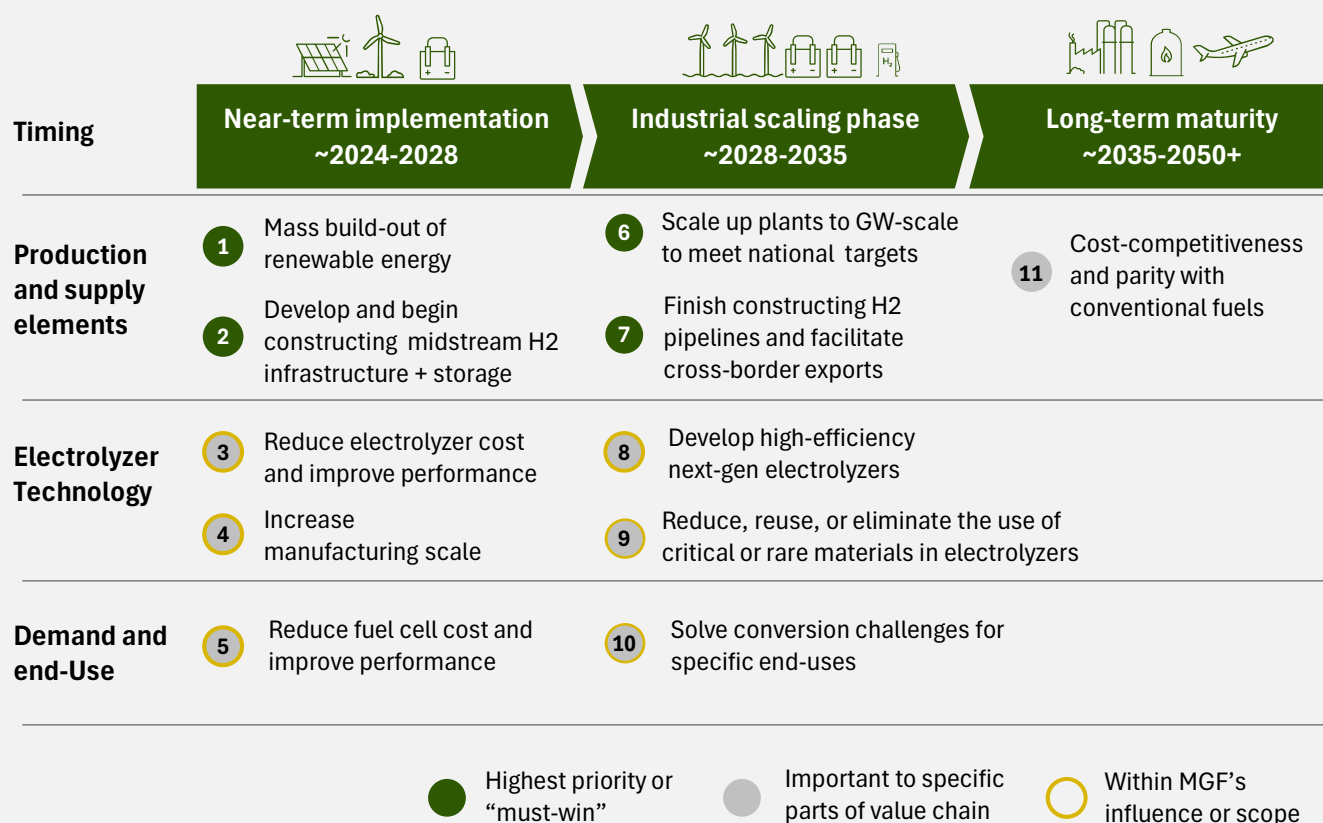 H₂
Timing
Near-term implementation
~2024-2028
Industrial scaling phase
~2028-2035
Long-term maturity
~2035-2050+
Production
and supply
elements
1
Mass build-out of
renewable energy
2
Develop and begin
constructing midstream H2
infrastructure + storage
6
Scale up plants to GW-scale
to meet national targets
7
Finish constructing H2
pipelines and facilitate
cross-border exports
11
Cost-competitiveness
and parity with
conventional fuels
Electrolyzer
Technology
3
Reduce electrolyzer cost
and improve performance
4
Increase
manufacturing scale
8
Develop high-efficiency
next-gen electrolyzers
9
Reduce, reuse, or eliminate the use of
critical or rare materials in electrolyzers
Demand and
end-Use
5
Reduce fuel cell cost and
improve performance
10
Solve conversion challenges for
specific end-uses
Highest priority or
“must-win”
Important to specific
parts of value chain
Within MGF’s
influence or scope